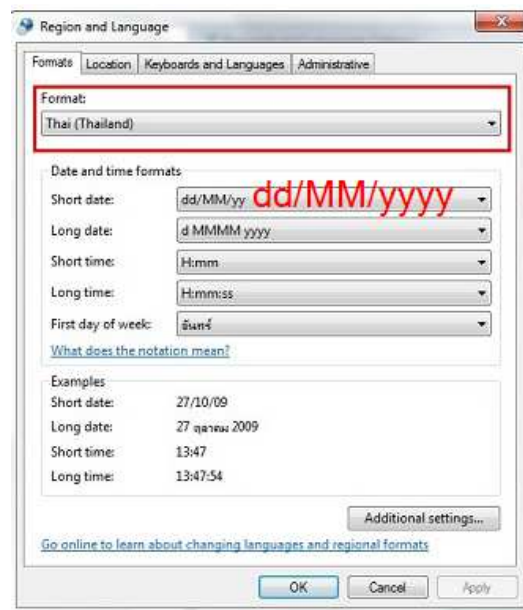 Region and Language
Formats Location Keyboards and Languages Administrative
Format:
Thai (Thailand)
Date and time formats
Short date: dd/MM/yy dd/MM/yyyy
Long date: d MMMM yyyy
Short time: H:mm
Long time: H:mm:ss
First day of week: จันทร์
What does the notation mean?
Examples
Short date: 27/10/09
Long date: 27 ตุลาคม 2009
Short time: 13:47
Long time: 13:47:54
Additional settings...
Go online to learn about changing languages and regional formats
OK Cancel Apply